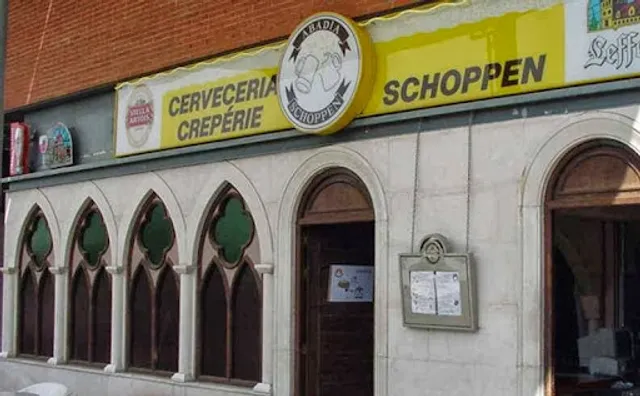 STELLA ARTOIS
CERVECERIA
CREPÉRIE
ABADIA
SCHOPPEN
SCHOPPEN
Leffe